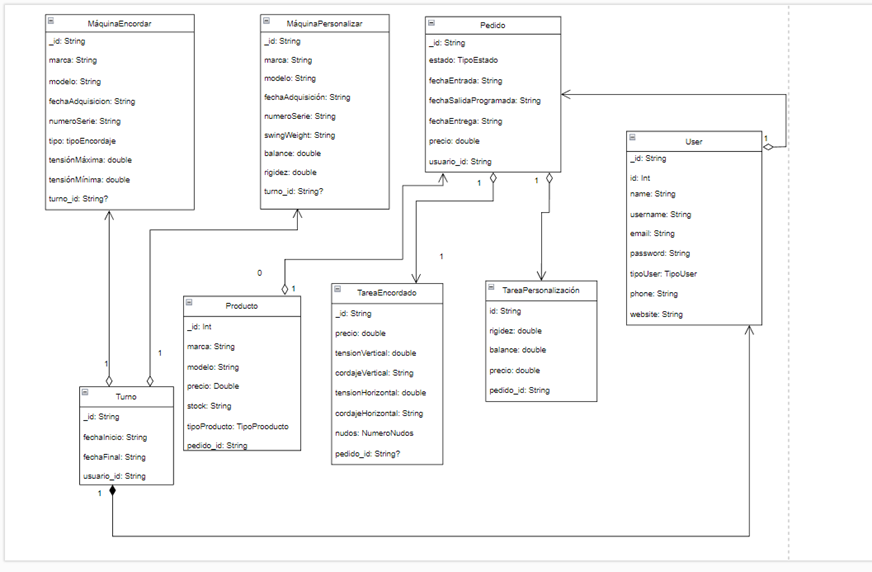 MáquinaEncordar
_id: String
marca: String
modelo: String
fechaAdquisicion: String
numeroSerie: String
tipo: tipoEncordaje
tensiónMáxima: double
tensiónMínima: double
turno_id: String?
MáquinaPersonalizar
_id: String
marca: String
modelo: String
fechaAdquisición: String
numeroSerie: String
swingWeight: String
balance: double
rigidez: double
turno_id: String?
Pedido
_id: String
estado: TipoEstado
fechaEntrada: String
fechaSalidaProgramada: String
fechaEntrega: String
precio: double
usuario_id: String
1
1
1
User
_id: String
id: Int
name: String
username: String
email: String
password: String
tipoUser: TipoUser
phone: String
website: String
0
1
1
Producto
_id: Int
marca: String
modelo: String
precio: Double
stock: String
tipoProducto: TipoProoducto
pedido_id: String
TareaEncordado
_id: String
precio: double
tensionVertical: double
cordajeVertical: String
tensionHorizontal: double
cordajeHorizontal: String
nudos: NumeroNudos
pedido_id: String?
TareaPersonalización
id: String
rigidez: double
balance: double
precio: double
pedido_id: String
1
1
Turno
_id: String
fechaInicio: String
fechaFinal: String
usuario_id: String
1